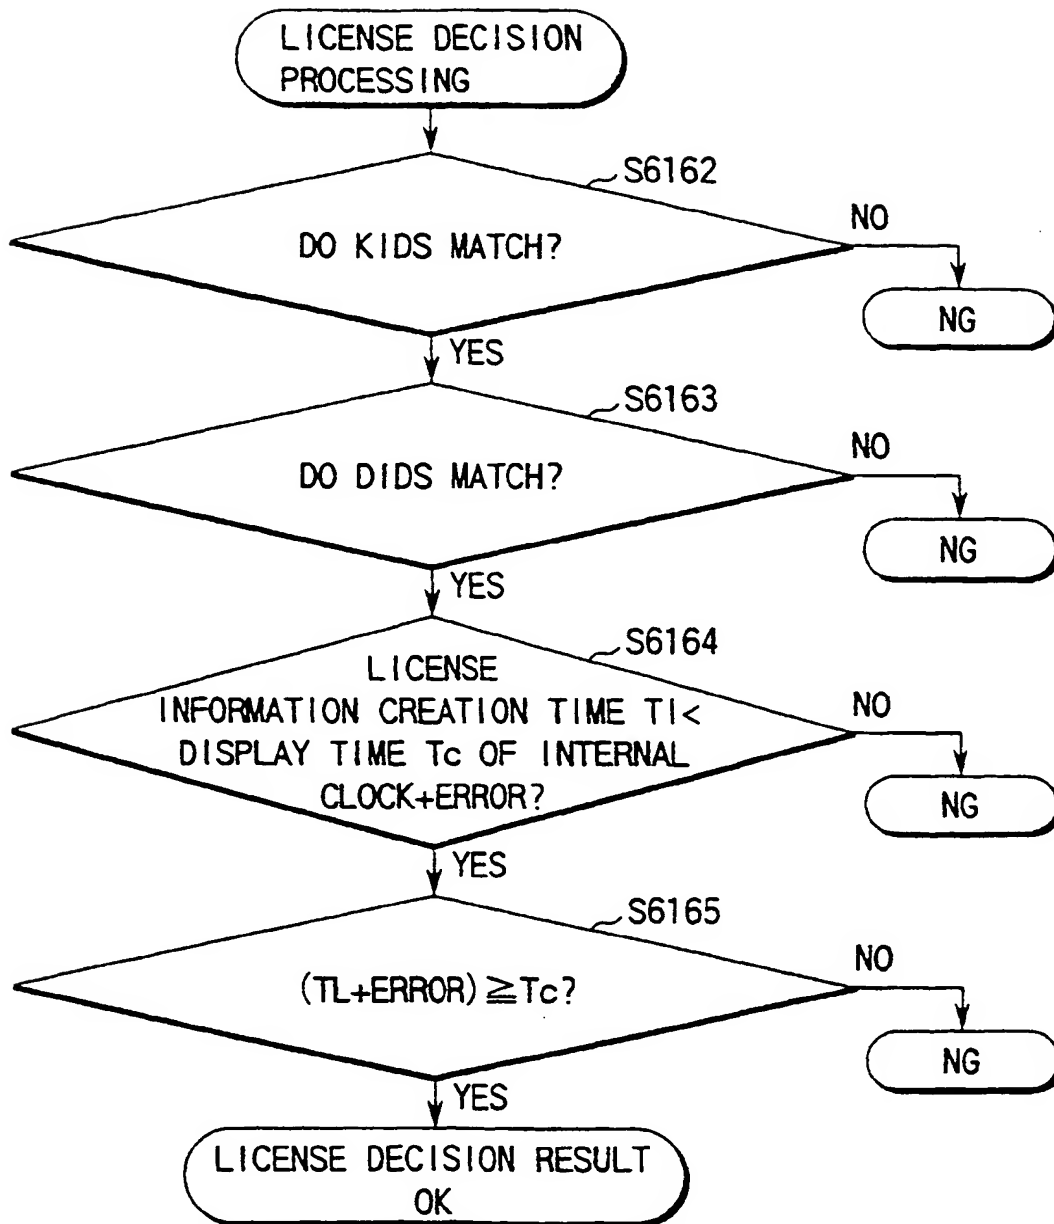 LICENSE DECISION
PROCESSING
S6162
DO KIDS MATCH?
NO
NG
YES
S6163
DO DIDS MATCH?
NO
NG
YES
S6164
LICENSE
INFORMATION CREATION TIME TI<
DISPLAY TIME Tc OF INTERNAL
CLOCK+ERROR?
NO
NG
YES
S6165
(TL+ERROR)≧Tc?
NO
NG
YES
LICENSE DECISION RESULT
OK